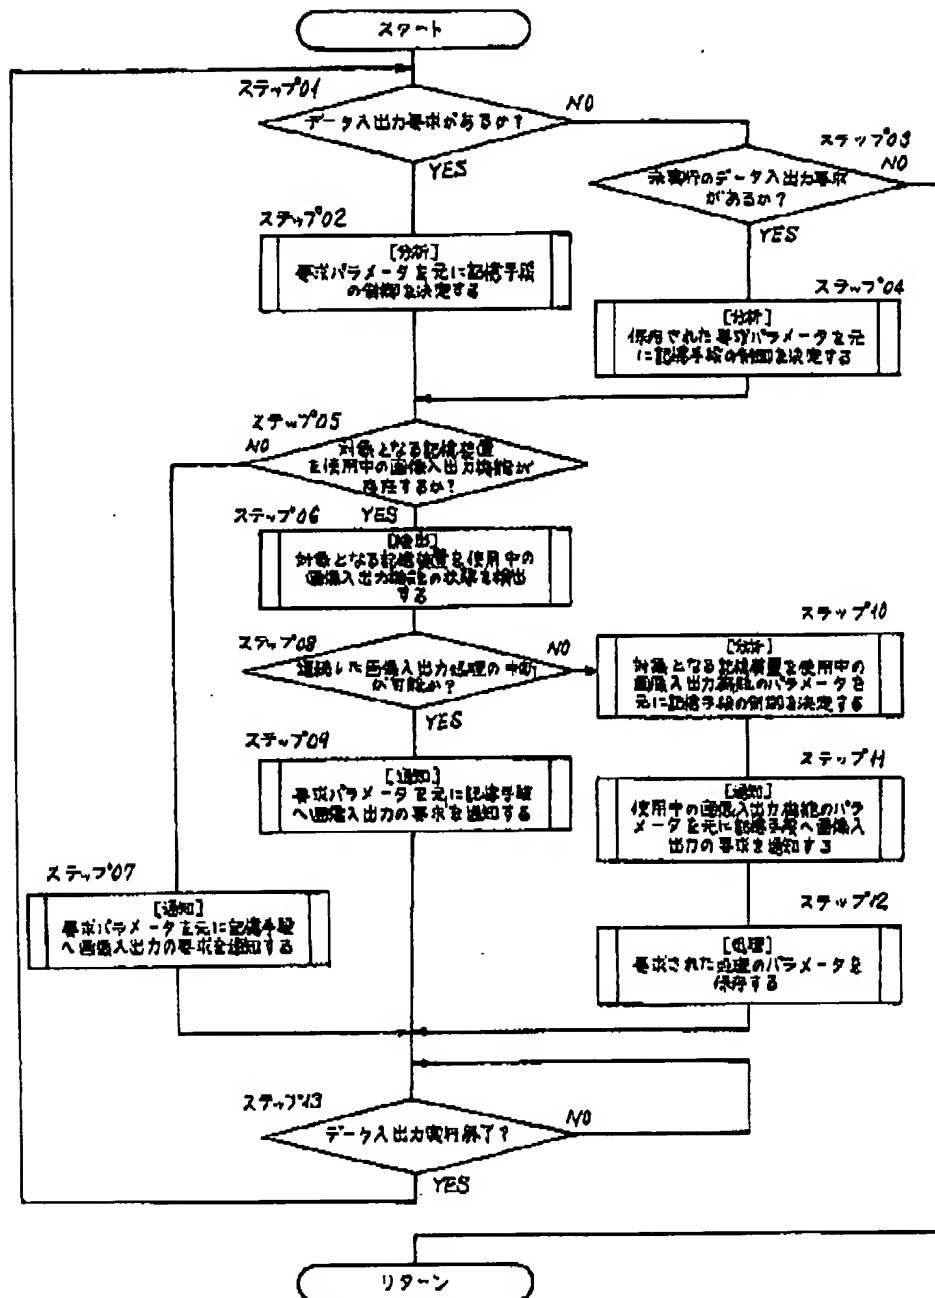 スタート
ステップ01
データ入出力要求があるか?
NO
YES
ステップ03
未実行のデータ入出力要求
があるか?
NO
YES
ステップ02
[分析]
要求パラメータを元に記憶手段
の制御を決定する
ステップ04
[分析]
保存された要求パラメータを元
に記憶手段の制御を決定する
ステップ05
NO
対象となる記憶装置
を使用中の画像入出力機能が
存在するか?
YES
ステップ06
[検出]
対象となる記憶装置を使用中の
画像入出力機能の状態を検出
する
ステップ08
連続した画像入出力処理の中断
が可能か?
NO
YES
ステップ10
[分析]
対象となる記憶装置を使用中の
画像入出力機能のパラメータを
元に記憶手段の制御を決定する
ステップ09
[通知]
要求パラメータを元に記憶手段
へ画像入出力の要求を通知する
ステップ11
[通知]
使用中の画像入出力機能のパラ
メータを元に記憶手段へ画像入
出力の要求を通知する
ステップ07
[通知]
要求パラメータを元に記憶手段
へ画像入出力の要求を通知する
ステップ12
[処理]
要求された処理のパラメータを
保存する
ステップ13
データ入出力実行終了?
NO
YES
リターン